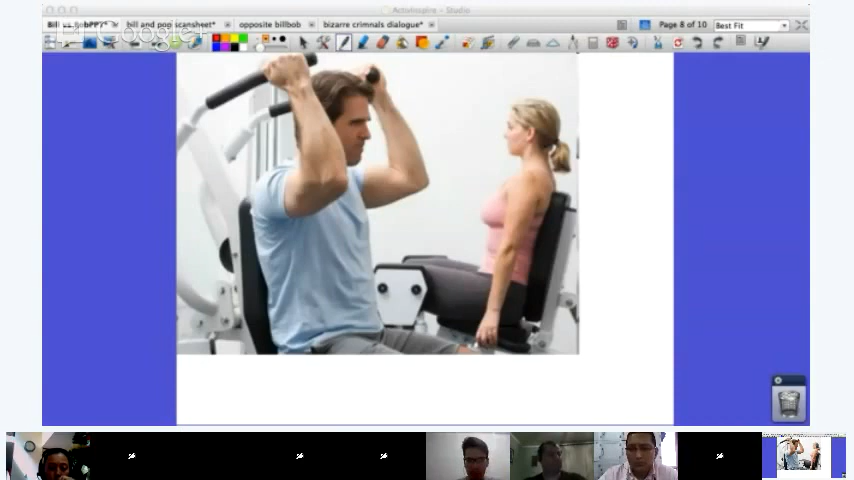 ActivInspire - Studio
bill and pop scansheet* opposite billbob bizarre crimnals dialogue*
Google+
Page 8 of 10 Best Fit